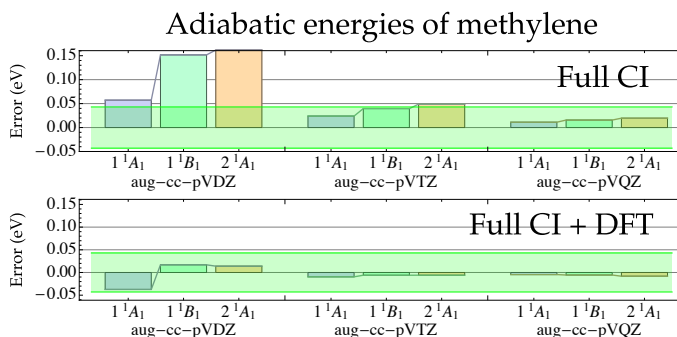 Adiabatic energies of methylene
Full CI
Error (eV)
0.15
0.10
0.05
0.00
−0.05
1 ¹A₁ 1 ¹B₁ 2 ¹A₁ 1 ¹A₁ 1 ¹B₁ 2 ¹A₁ 1 ¹A₁ 1 ¹B₁ 2 ¹A₁
aug−cc−pVDZ aug−cc−pVTZ aug−cc−pVQZ
Full CI + DFT
Error (eV)
0.15
0.10
0.05
0.00
−0.05
1 ¹A₁ 1 ¹B₁ 2 ¹A₁ 1 ¹A₁ 1 ¹B₁ 2 ¹A₁ 1 ¹A₁ 1 ¹B₁ 2 ¹A₁
aug−cc−pVDZ aug−cc−pVTZ aug−cc−pVQZ